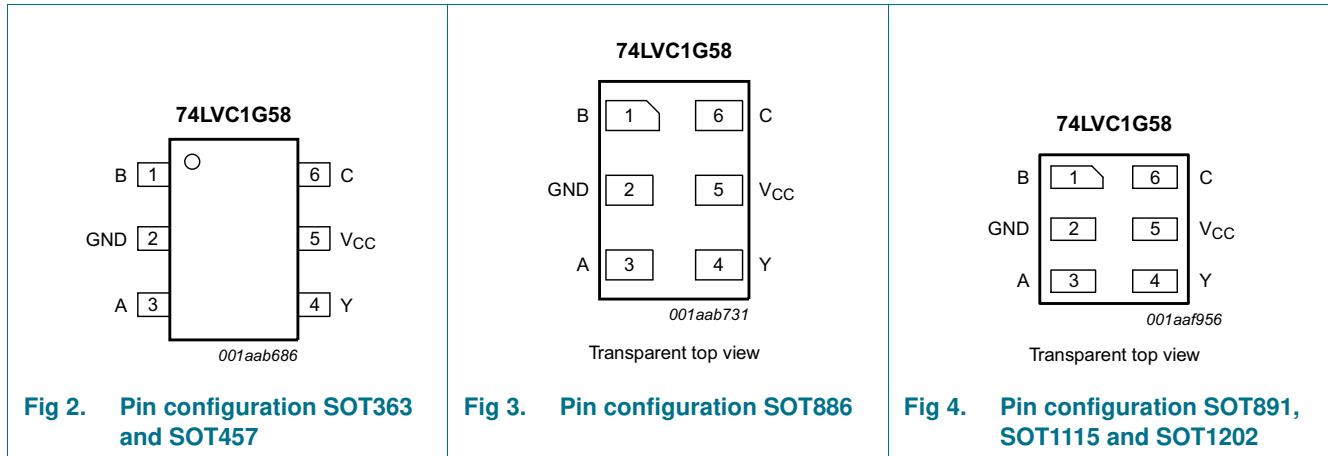 74LVC1G58
B 1 6 C
GND 2 5 VCC
A 3 4 Y
001aab686
Fig 2. Pin configuration SOT363
and SOT457
74LVC1G58
B 1 6 C
GND 2 5 VCC
A 3 4 Y
001aab731
Transparent top view
Fig 3. Pin configuration SOT886
74LVC1G58
B 1 6 C
GND 2 5 VCC
A 3 4 Y
001aaf956
Transparent top view
Fig 4. Pin configuration SOT891,
SOT1115 and SOT1202